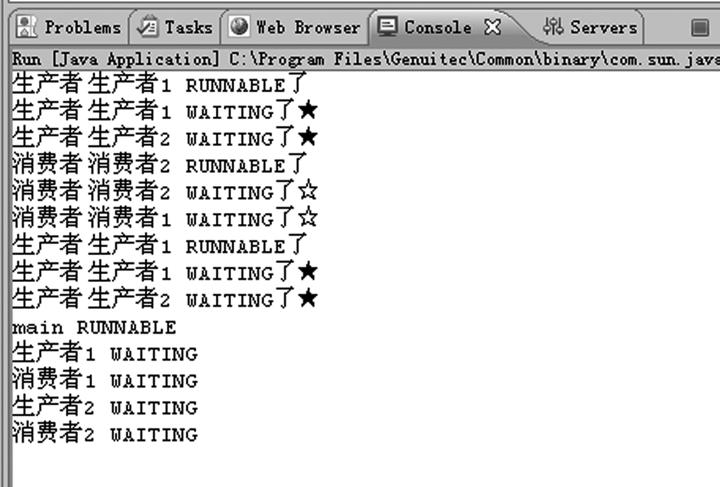 Problems Tasks Web Browser Console Servers
Run [Java Application] C:\Program Files\Genuitec\Common\binary\com.sun.java
生产者 生产者1 RUNNABLE了
生产者 生产者1 WAITING了★
生产者 生产者2 WAITING了★
消费者 消费者2 RUNNABLE了
消费者 消费者2 WAITING了☆
消费者 消费者1 WAITING了☆
生产者 生产者1 RUNNABLE了
生产者 生产者1 WAITING了★
生产者 生产者2 WAITING了★
main RUNNABLE
生产者1 WAITING
消费者1 WAITING
生产者2 WAITING
消费者2 WAITING